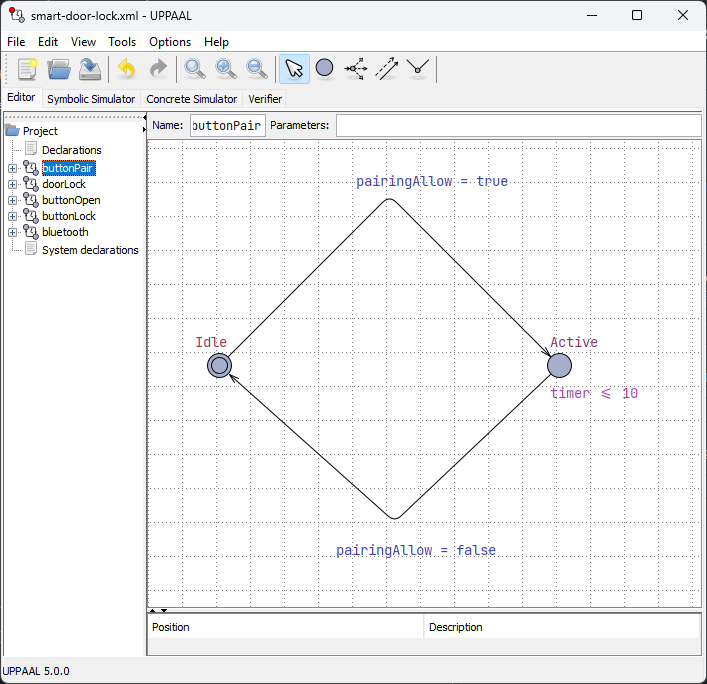 smart-door-lock.xml - UPPAAL
File Edit View Tools Options Help
Editor Symbolic Simulator Concrete Simulator Verifier
Project
Declarations
buttonPair
doorLock
buttonOpen
buttonLock
bluetooth
System declarations
Name: buttonPair Parameters:
pairingAllow = true
Idle
Active
timer <= 10
pairingAllow = false
Position Description
UPPAAL 5.0.0